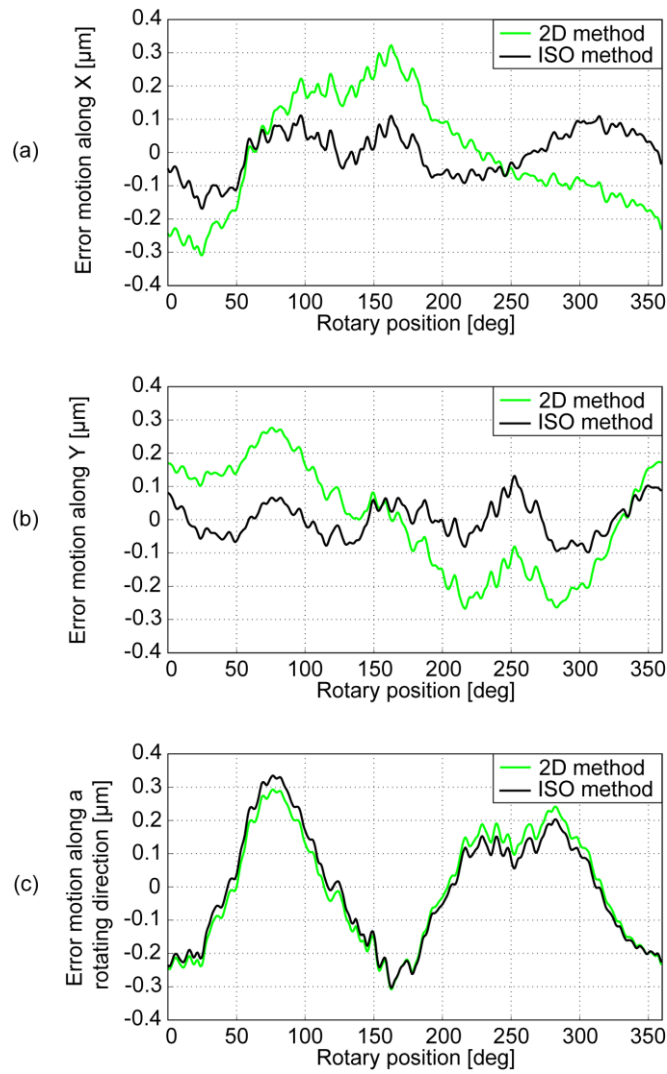 (a)
Error motion along X [µm]
0.4
0.3
0.2
0.1
0
-0.1
-0.2
-0.3
-0.4
2D method
ISO method
0 50 100 150 200 250 300 350
Rotary position [deg]
(b)
Error motion along Y [µm]
0.4
0.3
0.2
0.1
0
-0.1
-0.2
-0.3
-0.4
2D method
ISO method
0 50 100 150 200 250 300 350
Rotary position [deg]
(c)
Error motion along a
rotating direction [µm]
0.4
0.3
0.2
0.1
0
-0.1
-0.2
-0.3
-0.4
2D method
ISO method
0 50 100 150 200 250 300 350
Rotary position [deg]